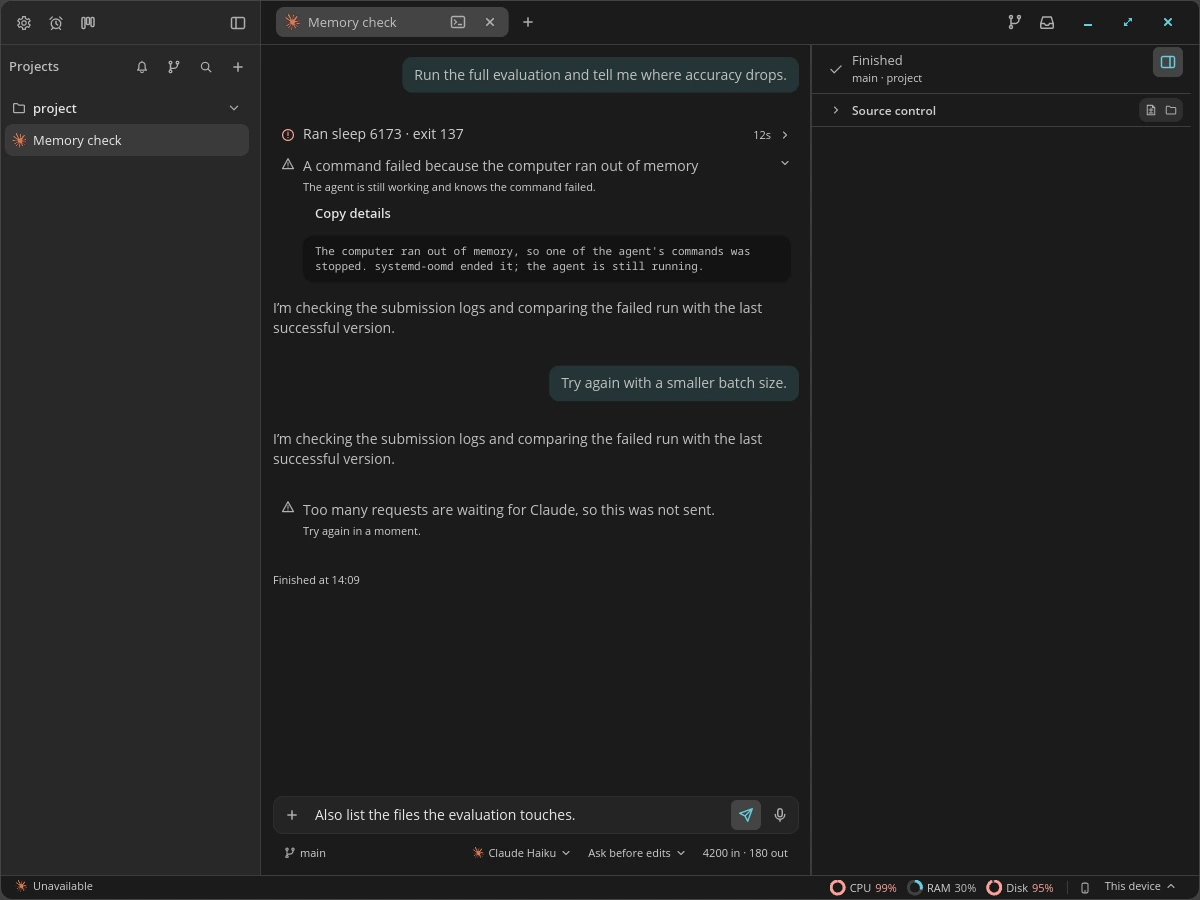 Memory check
Projects
project
Memory check
Run the full evaluation and tell me where accuracy drops.
Ran sleep 6173 · exit 137
12s
A command failed because the computer ran out of memory
The agent is still working and knows the command failed.
Copy details
The computer ran out of memory, so one of the agent's commands was
stopped. systemd-oomd ended it; the agent is still running.
I'm checking the submission logs and comparing the failed run with the last
successful version.
Try again with a smaller batch size.
I'm checking the submission logs and comparing the failed run with the last
successful version.
Too many requests are waiting for Claude, so this was not sent.
Try again in a moment.
Finished at 14:09
Also list the files the evaluation touches.
main
Claude Haiku
Ask before edits
4200 in · 180 out
Finished
main · project
Source control
Unavailable
CPU 99%
RAM 30%
Disk 95%
This device